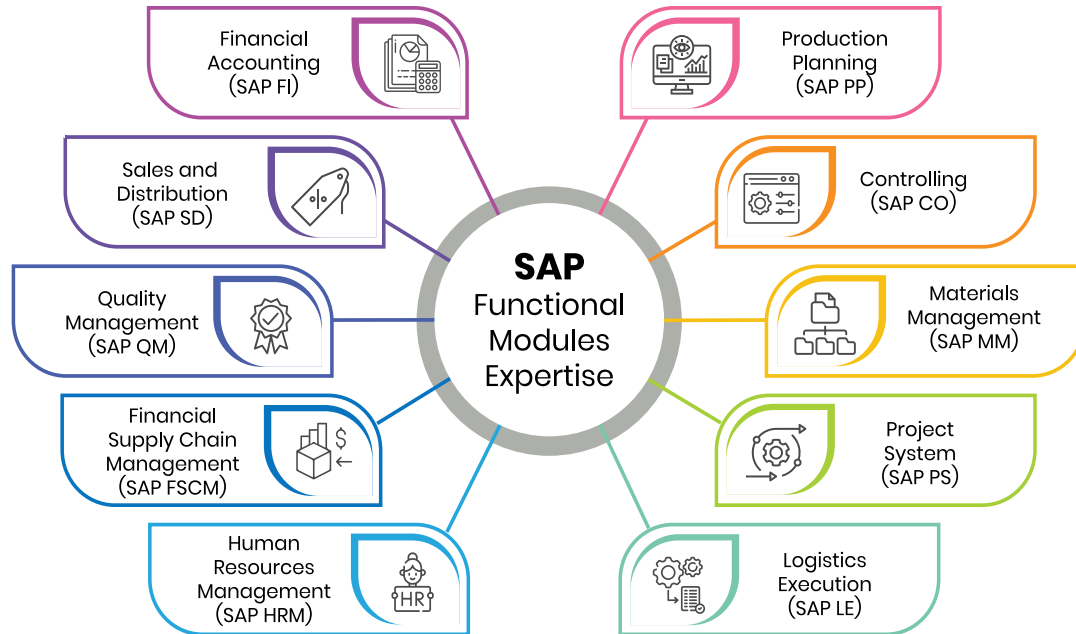 Financial
Accounting
(SAP FI)
Sales and
Distribution
(SAP SD)
Quality
Management
(SAP QM)
Financial
Supply Chain
Management
(SAP FSCM)
$
Human
Resources
Management
(SAP HRM)
HR
SAP
Functional
Modules
Expertise
Production
Planning
(SAP PP)
Controlling
(SAP CO)
Materials
Management
(SAP MM)
Project
System
(SAP PS)
Logistics
Execution
(SAP LE)